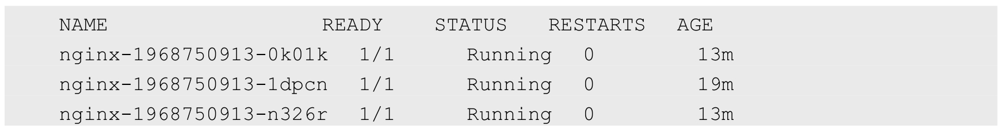 NAME READY STATUS RESTARTS AGE
nginx-1968750913-0k01k 1/1 Running 0 13m
nginx-1968750913-1dpcn 1/1 Running 0 19m
nginx-1968750913-n326r 1/1 Running 0 13m